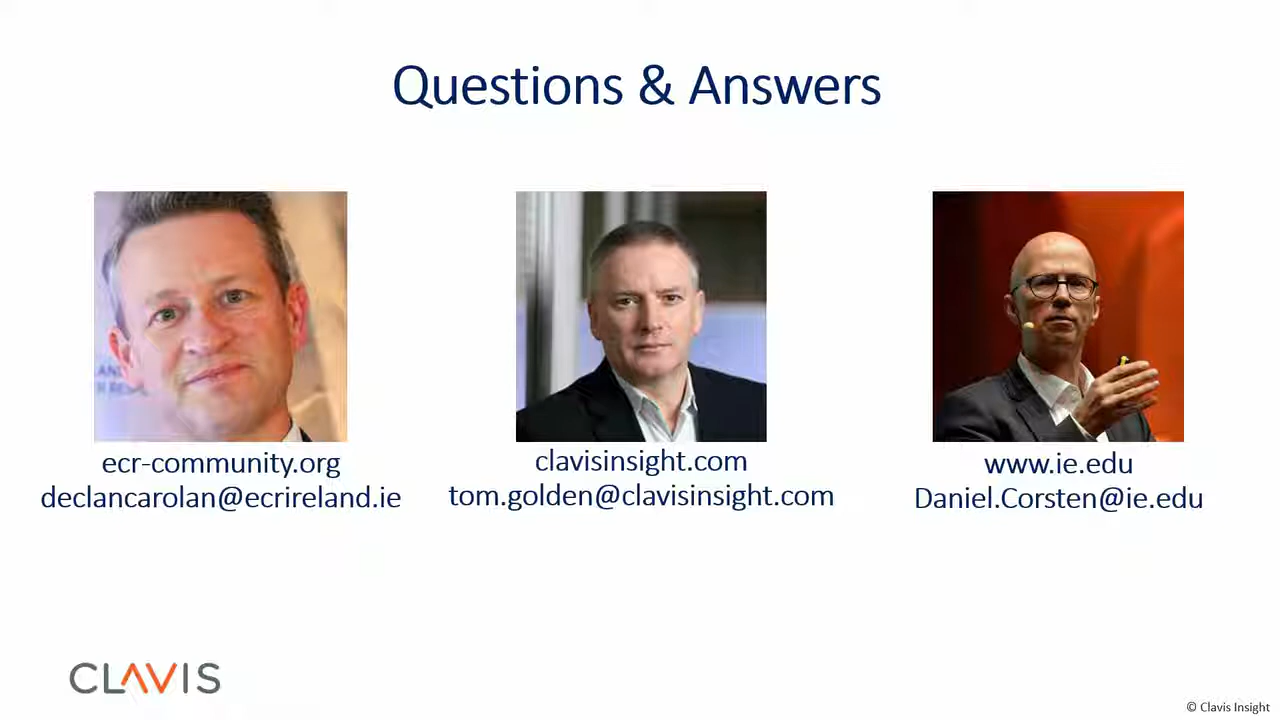 Questions & Answers
ecr-community.org
declancarolan@ecrireland.ie
clavisinsight.com
tom.golden@clavisinsight.com
www.ie.edu
Daniel.Corsten@ie.edu
CLAVIS
© Clavis Insight